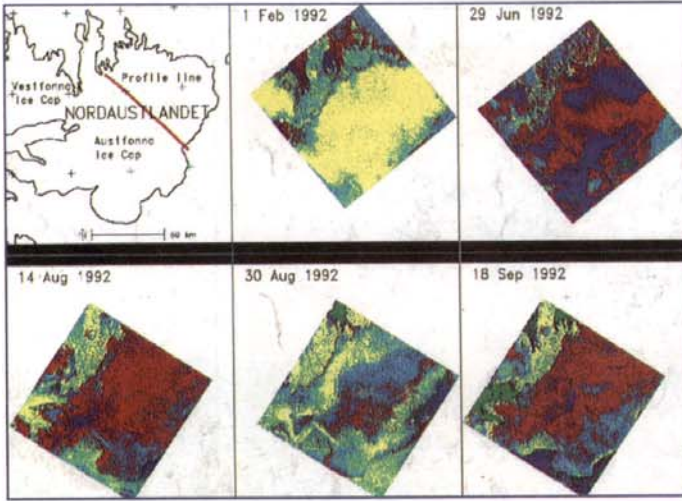 1 Feb 1992
29 Jun 1992
Profile line
Vestfonna
Ice Cap
NORDAUSTLANDET
Austfonna
Ice Cap
60 km
14 Aug 1992
30 Aug 1992
18 Sep 1992